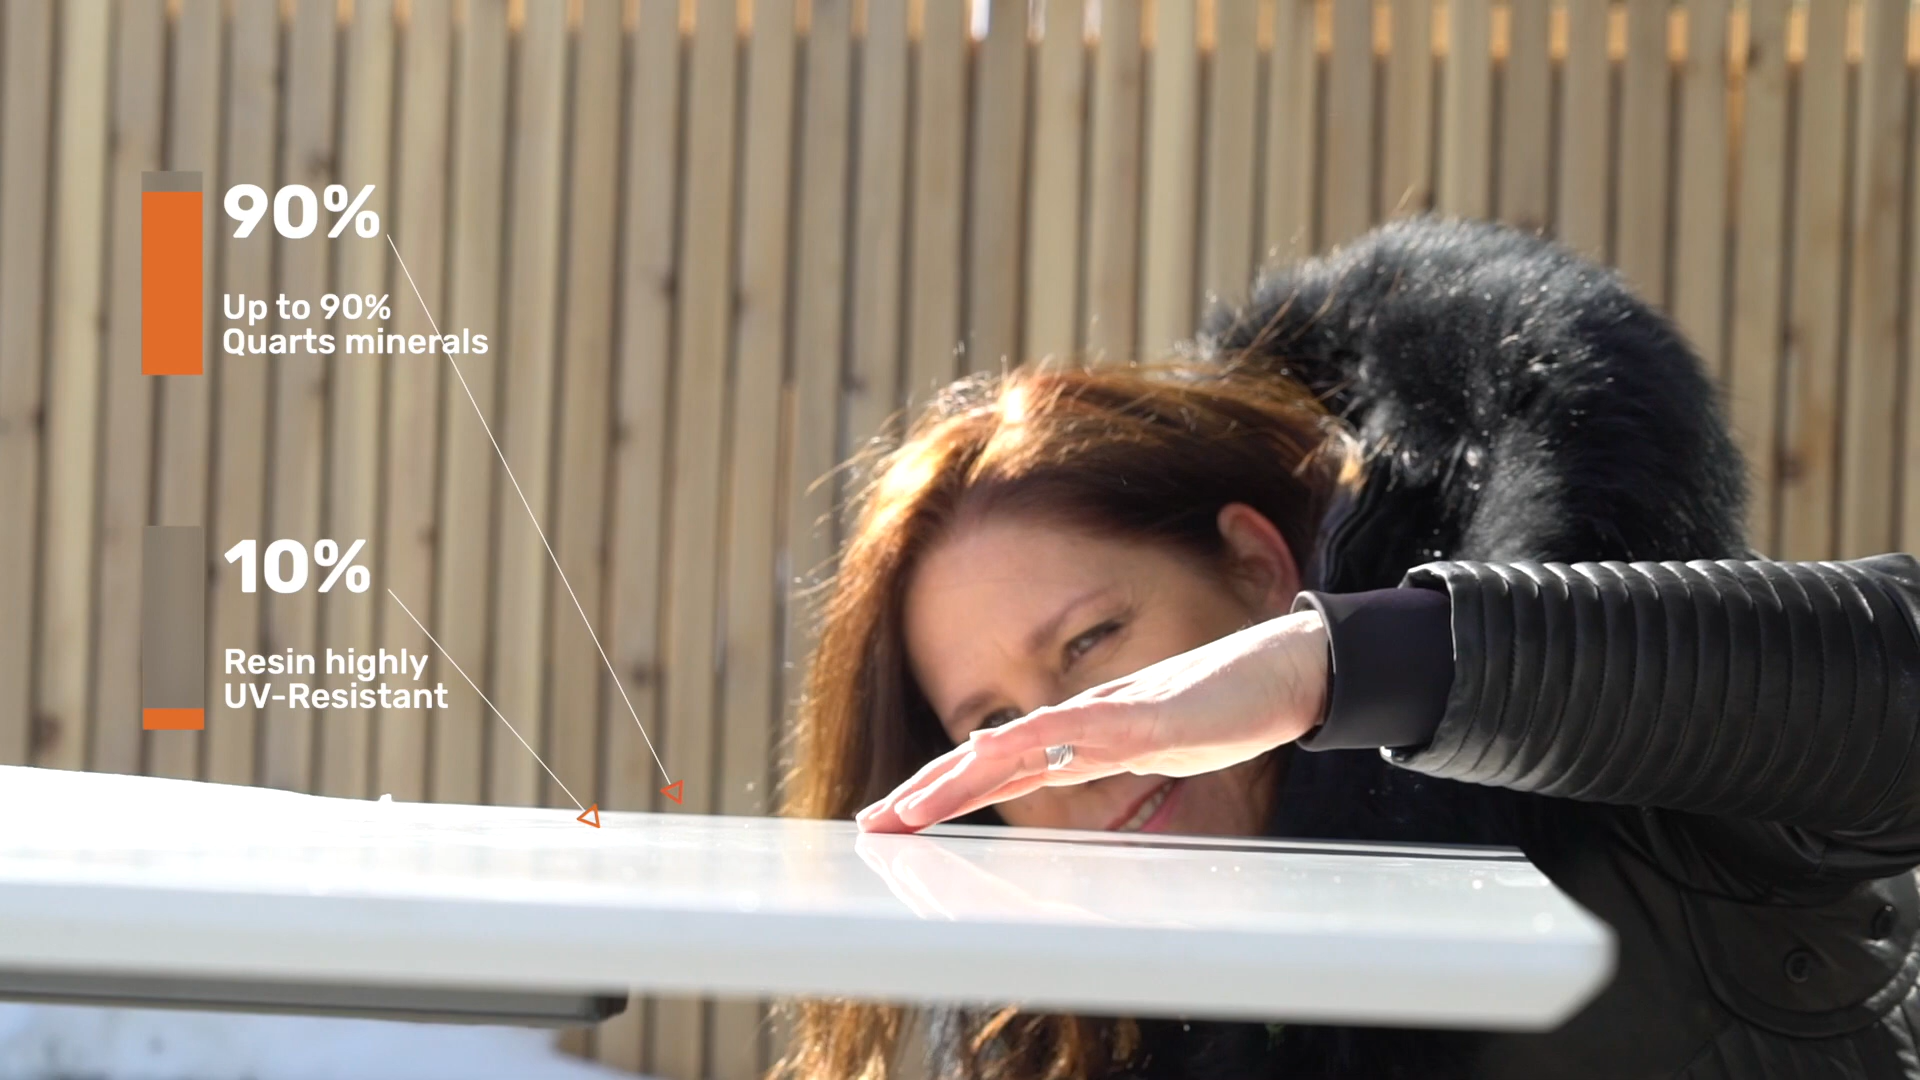 90%
Up to 90%
Quarts minerals
10%
Resin highly
UV-Resistant